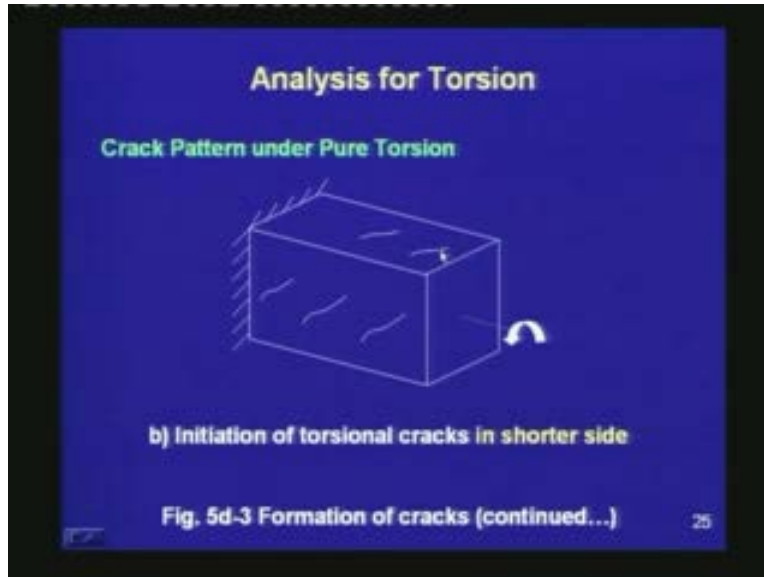 Analysis for Torsion
Crack Pattern under Pure Torsion
b) Initiation of torsional cracks in shorter side
Fig. 5d-3 Formation of cracks (continued...)
25